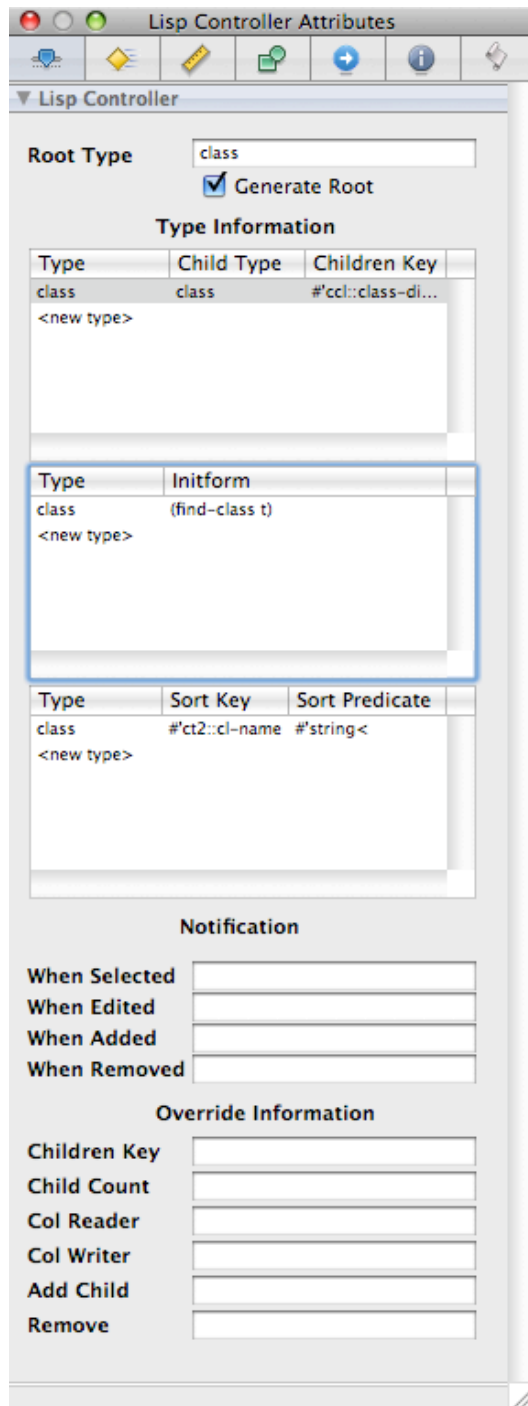 Lisp Controller Attributes
Lisp Controller
Root Type class
Generate Root
Type Information
Type Child Type Children Key
class class #'ccl::class-di...
<new type>
Type Initform
class (find-class t)
<new type>
Type Sort Key Sort Predicate
class #'ct2::cl-name #'string<
<new type>
Notification
When Selected
When Edited
When Added
When Removed
Override Information
Children Key
Child Count
Col Reader
Col Writer
Add Child
Remove